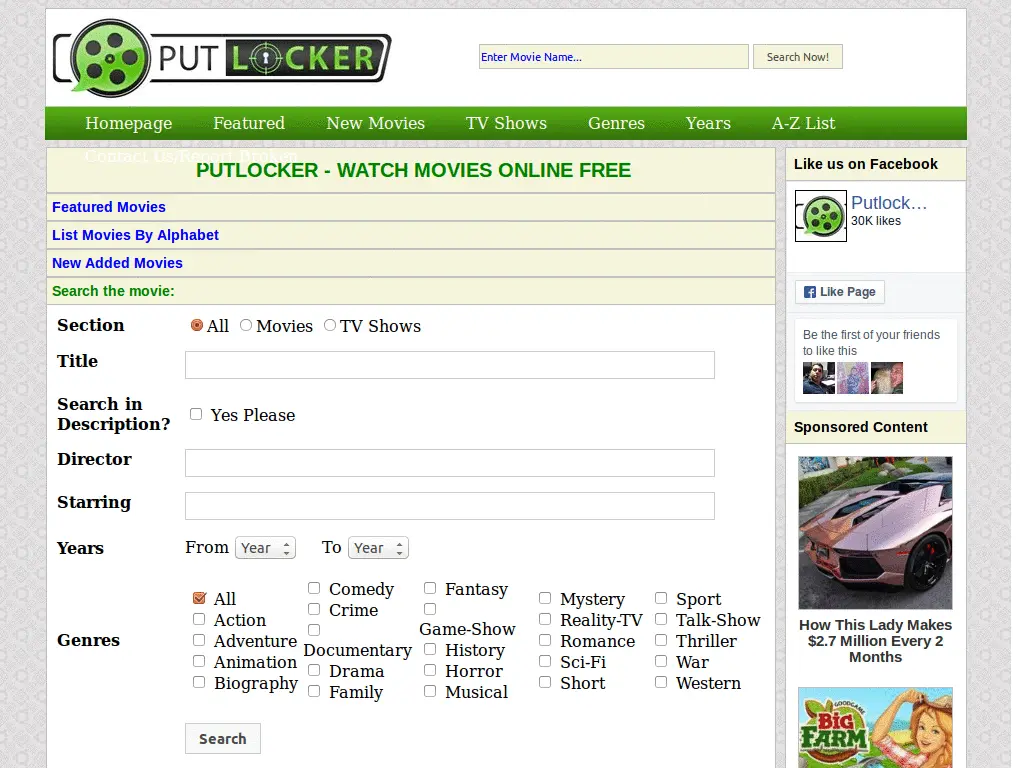 PUTLOCKER
Enter Movie Name...
Search Now!
Homepage Featured New Movies TV Shows Genres Years A-Z List
Contact Us/Report Broken
PUTLOCKER - WATCH MOVIES ONLINE FREE
Featured Movies
List Movies By Alphabet
New Added Movies
Search the movie:
Section All Movies TV Shows
Title
Search in
Description? Yes Please
Director
Starring
Years From Year To Year
Genres
All
Action
Adventure
Animation
Biography
Comedy
Crime
Documentary
Drama
Family
Fantasy
Game-Show
History
Horror
Musical
Mystery
Reality-TV
Romance
Sci-Fi
Short
Sport
Talk-Show
Thriller
War
Western
Search
Like us on Facebook
Putlock…
30K likes
Like Page
Be the first of your friends
to like this
Sponsored Content
How This Lady Makes
$2.7 Million Every 2
Months
GOODGAME
BIG
FARM